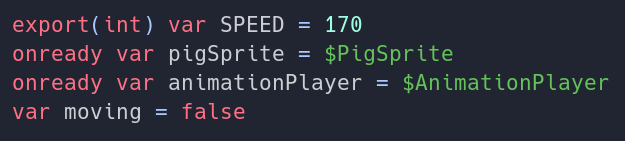 export(int) var SPEED = 170
onready var pigSprite = $PigSprite
onready var animationPlayer = $AnimationPlayer
var moving = false